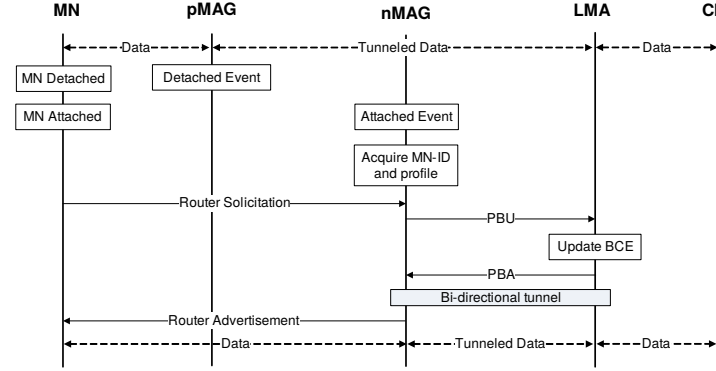 MN pMAG nMAG LMA
Data Tunneled Data Data
MN Detached Detached Event
MN Attached Attached Event
Acquire MN-ID
and profile
Router Solicitation
PBU
Update BCE
PBA
Bi-directional tunnel
Router Advertisement
Data Tunneled Data Data